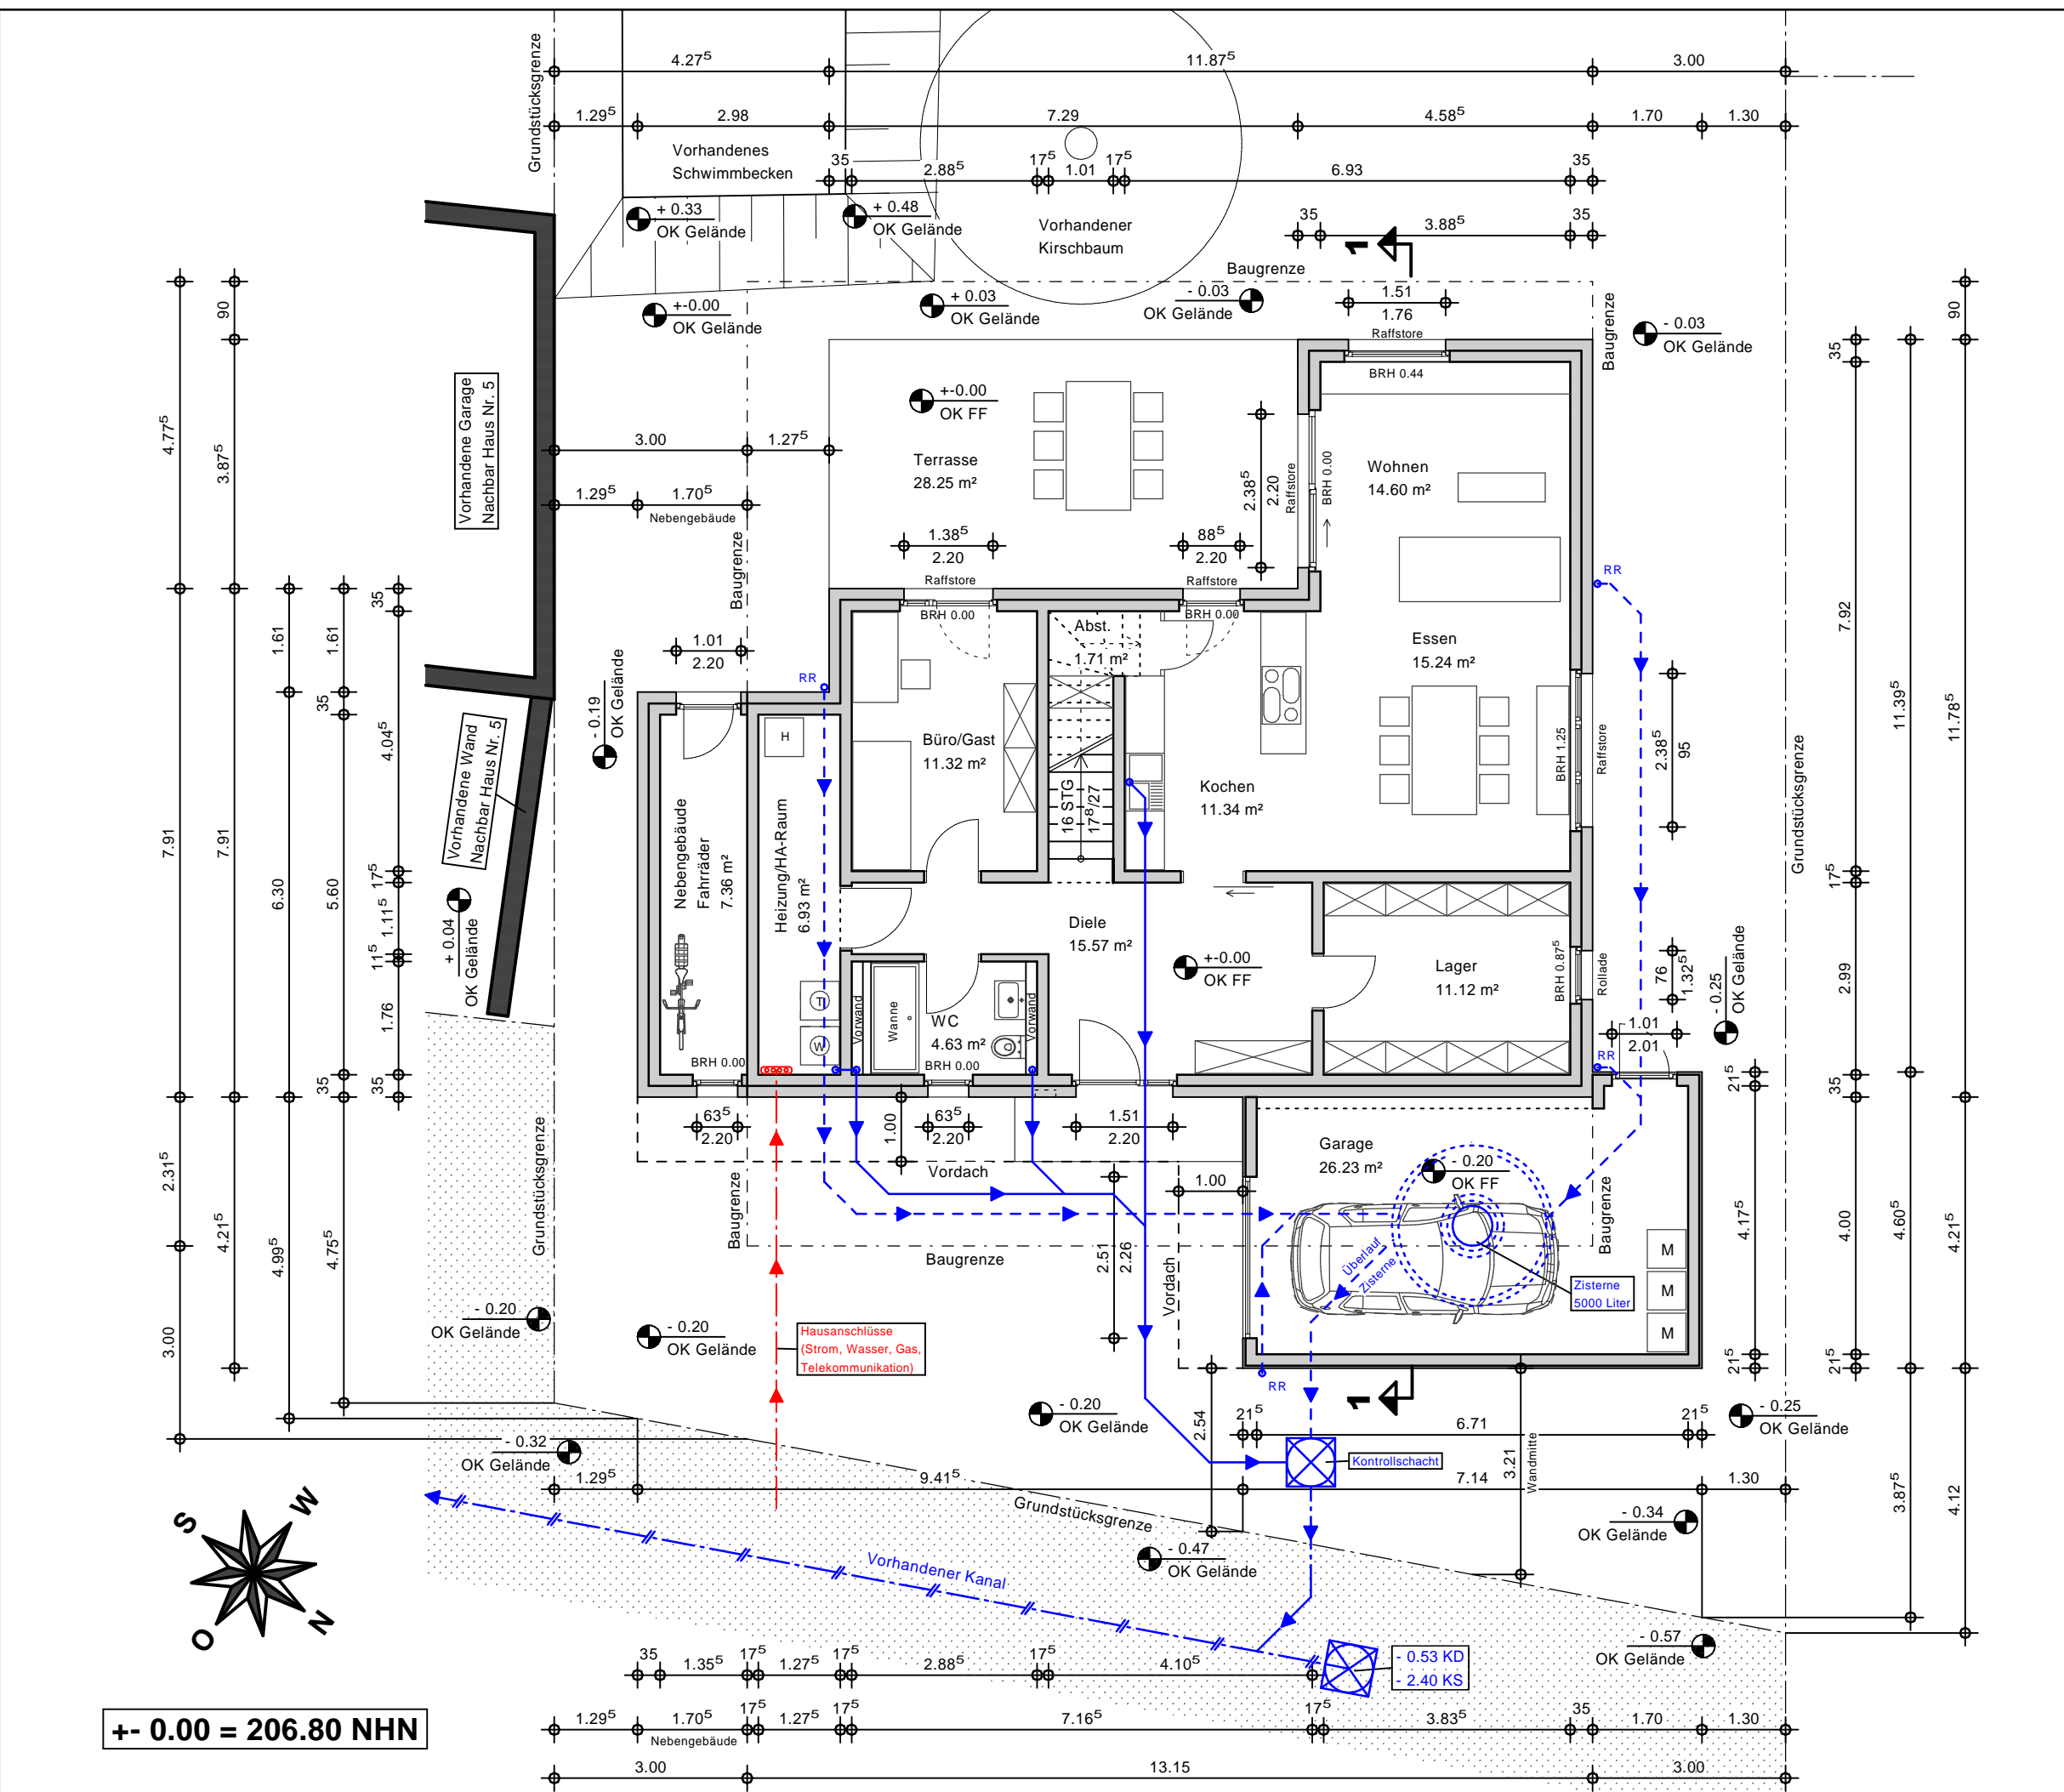 4.27⁵
11.87⁵
3.00
1.29⁵
2.98
7.29
4.58⁵
1.70
1.30
Grundstücksgrenze
Vorhandenes
Schwimmbecken
35
2.88⁵
17⁵
1.01
17⁵
6.93
35
+ 0.33
OK Gelände
+ 0.48
OK Gelände
Vorhandener
Kirschbaum
35
3.88⁵
35
1
Baugrenze
+-0.00
OK Gelände
+ 0.03
OK Gelände
- 0.03
OK Gelände
1.51
1.76
Raffstore
BRH 0.44
Baugrenze
- 0.03
OK Gelände
90
3.87⁵
4.77⁵
Vorhandene Garage
Nachbar Haus Nr. 5
+-0.00
OK FF
3.00
1.27⁵
1.29⁵
1.70⁵
Nebengebäude
Baugrenze
Terrasse
28.25 m²
2.38⁵
2.20
Raffstore
BRH 0.00
Wohnen
14.60 m²
1.38⁵
2.20
Raffstore
BRH 0.00
88⁵
2.20
Raffstore
BRH 0.00
RR
90
35
7.92
11.39⁵
11.78⁵
1.61
1.61
35
35
4.04⁵
1.01
2.20
- 0.19
OK Gelände
RR
H
Abst.
1.71 m²
Essen
15.24 m²
Büro/Gast
11.32 m²
Kochen
11.34 m²
16 STG
17⁸/27
BRH 1.25
Raffstore
2.38⁵
95
Grundstücksgrenze
Vorhandene Wand
Nachbar Haus Nr. 5
+ 0.04
OK Gelände
7.91
7.91
6.30
5.60
17⁵
1.11⁵
11⁵
1.76
35
35
Nebengebäude
Fahrräder
7.36 m²
Heizung/HA-Raum
6.93 m²
Diele
15.57 m²
+-0.00
OK FF
Lager
11.12 m²
BRH 0.87⁵
Rollade
76
1.32⁵
- 0.25
OK Gelände
17⁵
2.99
35
T
W
Vorwand
Wanne
WC
4.63 m²
Vorwand
BRH 0.00
BRH 0.00
1.01
2.01
RR
21⁵
63⁵
2.20
1.00
63⁵
2.20
1.51
2.20
Vordach
Garage
26.23 m²
- 0.20
OK FF
1.00
2.51
2.26
Vordach
Überlauf
Zisterne
Zisterne
5000 Liter
M
M
M
Baugrenze
4.17⁵
4.00
4.60⁵
4.21⁵
21⁵
21⁵
Grundstücksgrenze
Baugrenze
Baugrenze
2.31⁵
4.21⁵
4.99⁵
4.75⁵
3.00
- 0.20
OK Gelände
- 0.20
OK Gelände
Hausanschlüsse
(Strom, Wasser, Gas,
Telekommunikation)
RR
1
- 0.20
OK Gelände
2.54
21⁵
6.71
21⁵
- 0.25
OK Gelände
- 0.32
OK Gelände
Kontrollschacht
3.21
Wandmitte
1.29⁵
9.41⁵
7.14
1.30
3.87⁵
4.12
Grundstücksgrenze
- 0.34
OK Gelände
- 0.47
OK Gelände
S
W
O
N
Vorhandener Kanal
- 0.57
OK Gelände
- 0.53 KD
- 2.40 KS
35
1.35⁵
17⁵
1.27⁵
17⁵
2.88⁵
17⁵
4.10⁵
+- 0.00 = 206.80 NHN
1.29⁵
1.70⁵
Nebengebäude
17⁵
1.27⁵
17⁵
7.16⁵
17⁵
3.83⁵
35
1.70
1.30
3.00
13.15
3.00